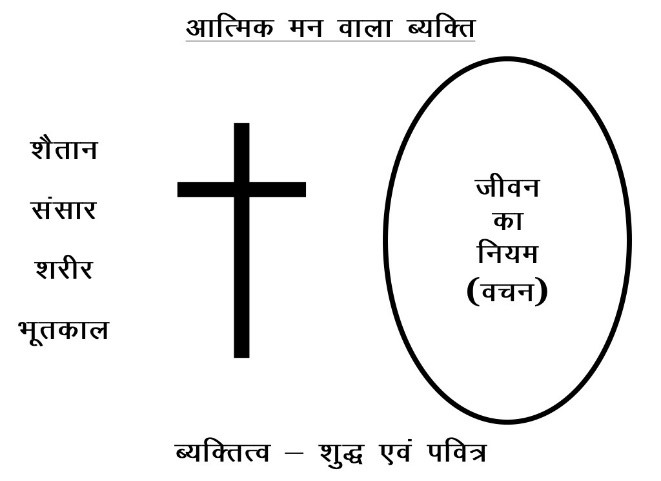 आत्मिक मन वाला ब्यक्ति
शैतान
संसार
शरीर
भूतकाल
जीवन
का
नियम
(वचन)
ब्यक्तित्व – शुद्ध एवं पवित्र